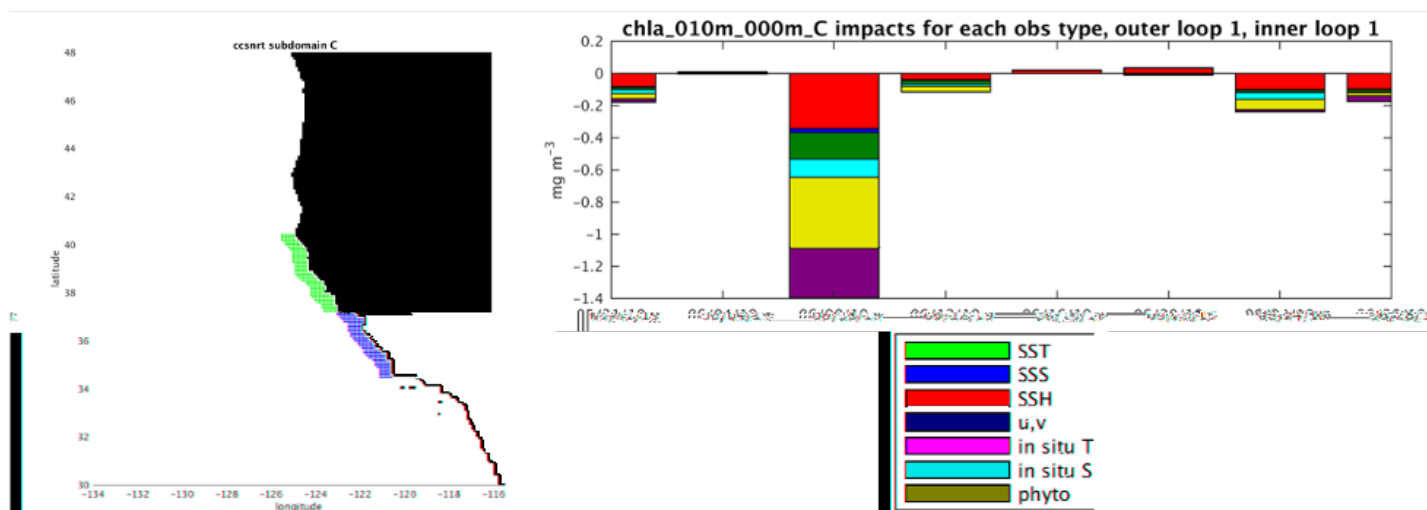 ccsnrt subdomain C
48
46
44
42
40
38
36
34
32
30
latitude
-134 -132 -130 -128 -126 -124 -122 -120 -118 -116
longitude
chla_010m_000m_C impacts for each obs type, outer loop 1, inner loop 1
0.2
0
-0.2
-0.4
-0.6
-0.8
-1
-1.2
-1.4
mg m⁻³
SST
SSS
SSH
u,v
in situ T
in situ S
phyto